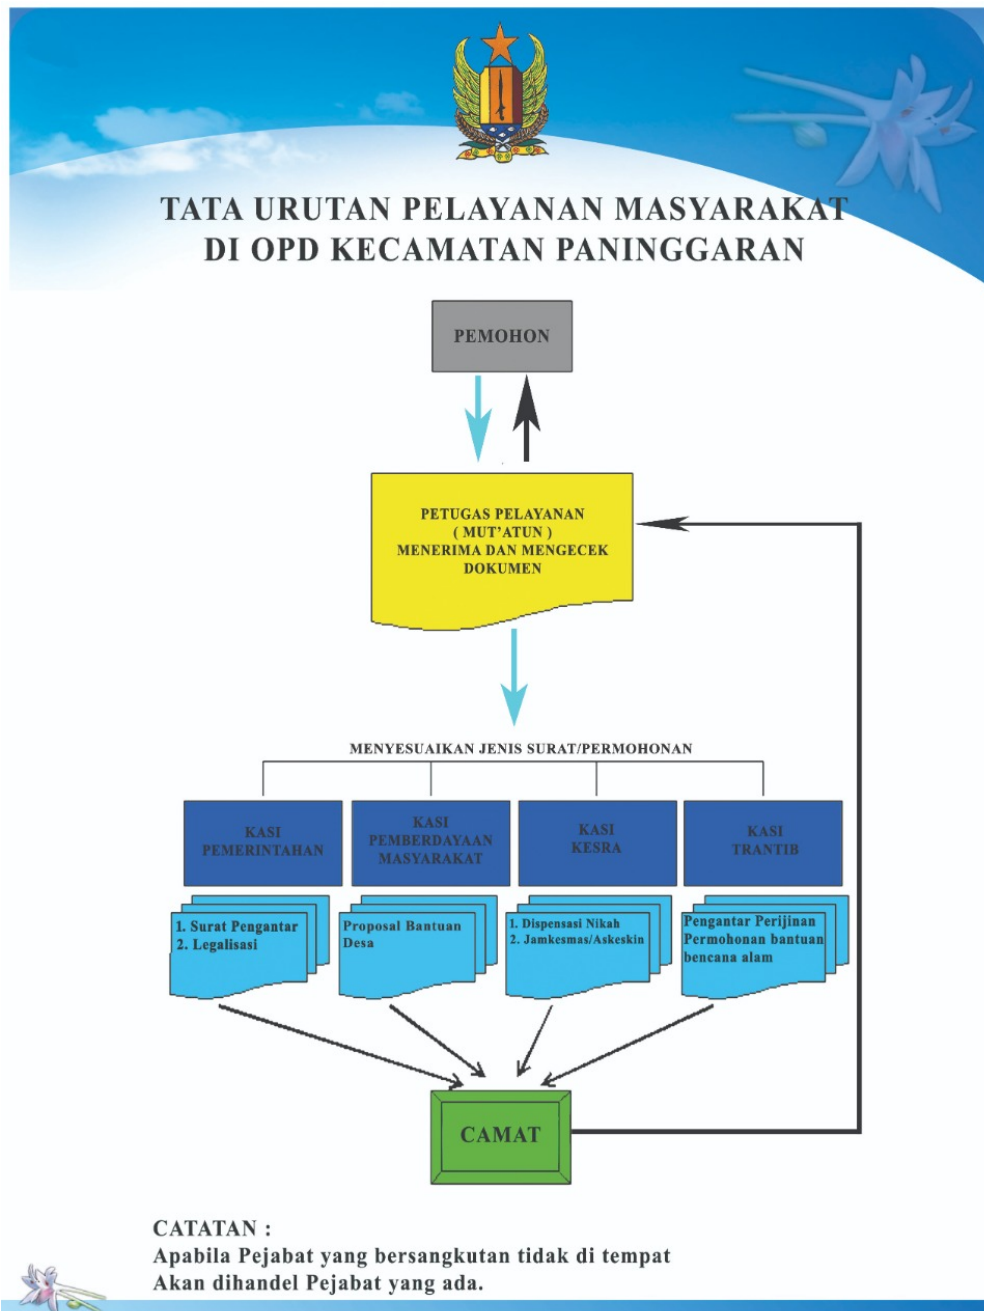 TATA URUTAN PELAYANAN MASYARAKAT
DI OPD KECAMATAN PANINGGARAN
PEMOHON
PETUGAS PELAYANAN
( MUT'ATUN )
MENERIMA DAN MENGECEK
DOKUMEN
MENYESUAIKAN JENIS SURAT/PERMOHONAN
KASI
PEMERINTAHAN
KASI
PEMBERDAYAAN
MASYARAKAT
KASI
KESRA
KASI
TRANTIB
1. Surat Pengantar
2. Legalisasi
Proposal Bantuan
Desa
1. Dispensasi Nikah
2. Jamkesmas/Askeskin
Pengantar Perijinan
Permohonan bantuan
bencana alam
CAMAT
CATATAN :
Apabila Pejabat yang bersangkutan tidak di tempat
Akan dihandel Pejabat yang ada.